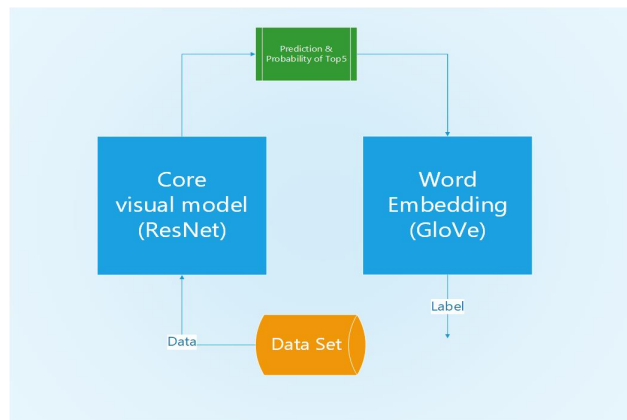 Prediction &
Probability of Top5
Core
visual model
(ResNet)
Word
Embedding
(GloVe)
Label
Data
Data Set